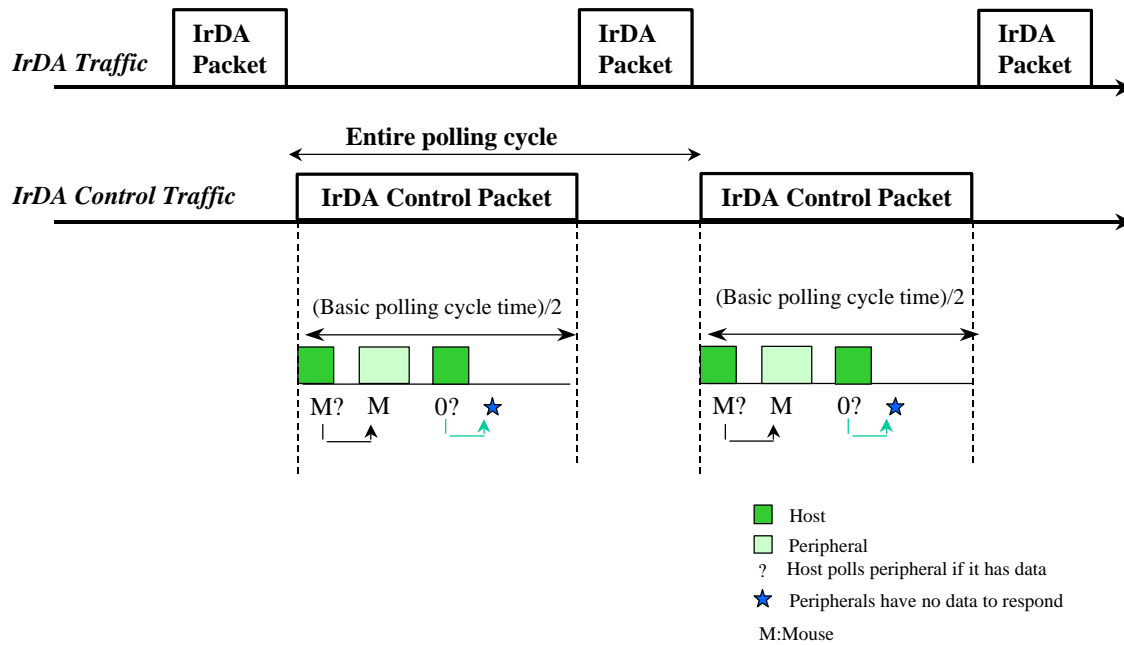 IrDA
Packet
IrDA
Packet
IrDA
Packet
IrDA Traffic
Entire polling cycle
IrDA Control Traffic
IrDA Control Packet
IrDA Control Packet
(Basic polling cycle time)/2
(Basic polling cycle time)/2
M? M 0?
M? M 0?
Host
Peripheral
? Host polls peripheral if it has data
Peripherals have no data to respond
M:Mouse